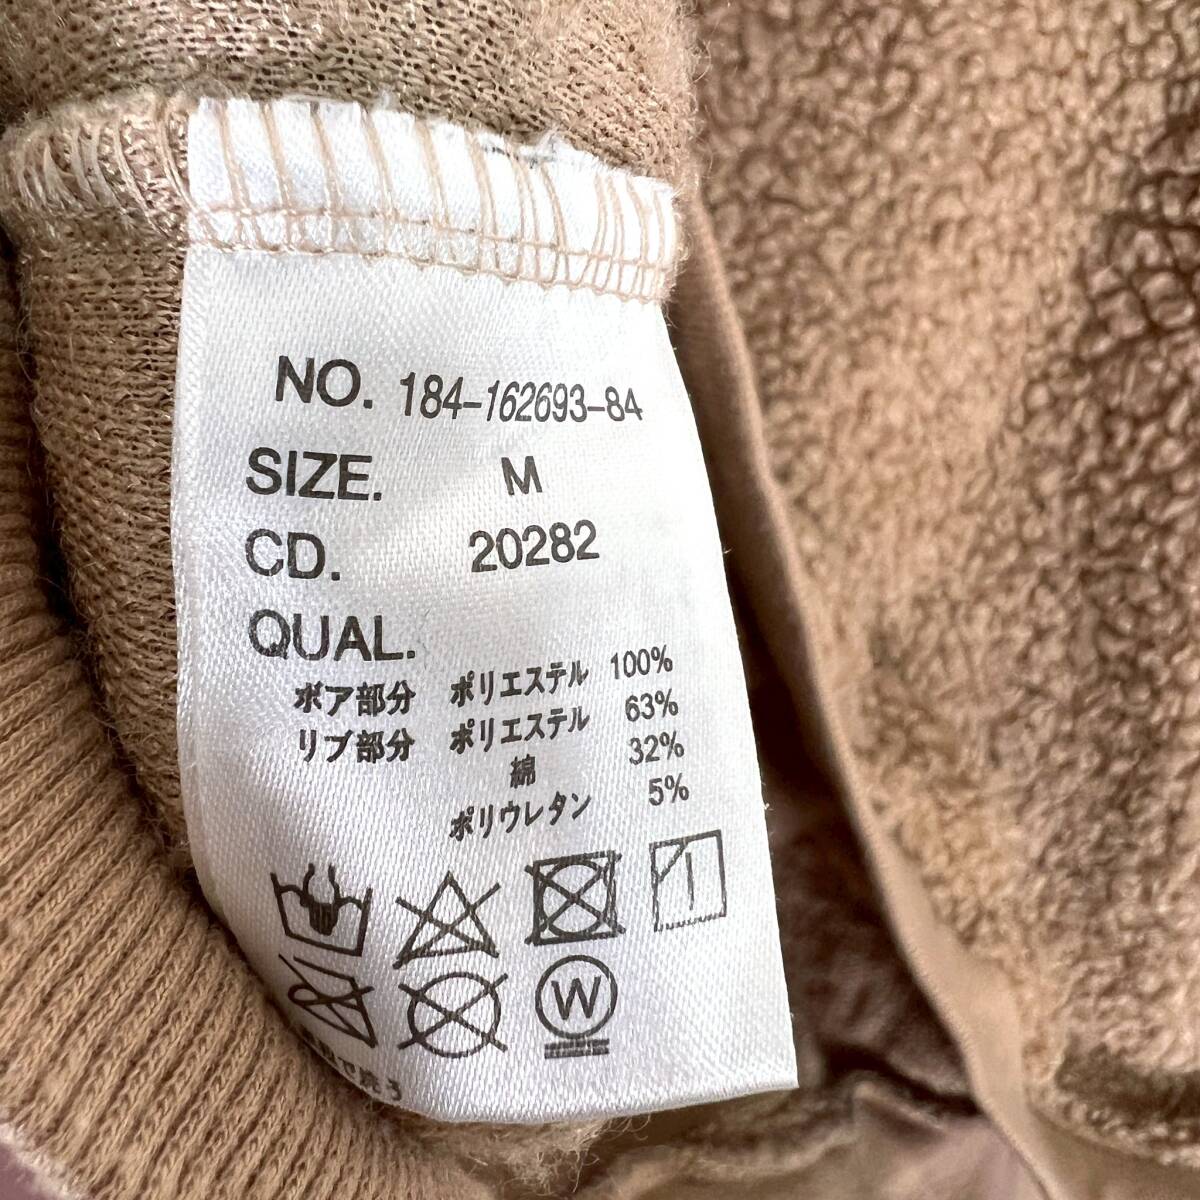 NO. 184-162693-84
SIZE. M
CD. 20282
QUAL.
ボア部分 ポリエステル 100%
リブ部分 ポリエステル 63%
綿 32%
ポリウレタン 5%
W